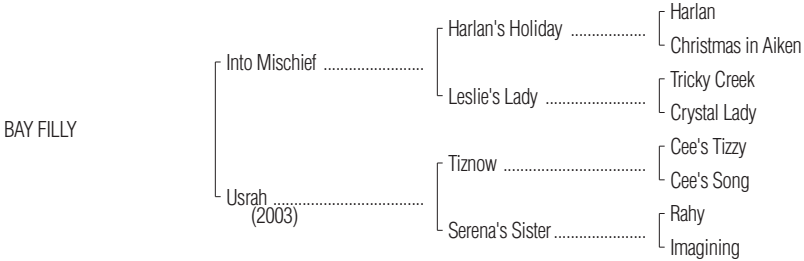 Harlan
Harlan's Holiday ....................
Christmas in Aiken
Into Mischief ..........................
Tricky Creek
Leslie's Lady ...........................
Crystal Lady
BAY FILLY
Cee's Tizzy
Tiznow ......................................
Cee's Song
Usrah ........................................
(2003)
Rahy
Serena's Sister ........................
Imagining